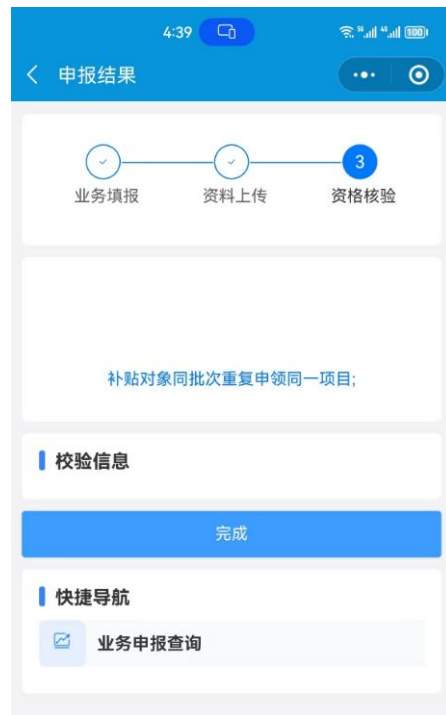 4:39
5G 4G 100
申报结果
3
业务填报 资料上传 资格核验
补贴对象同批次重复申领同一项目;
校验信息
完成
快捷导航
业务申报查询